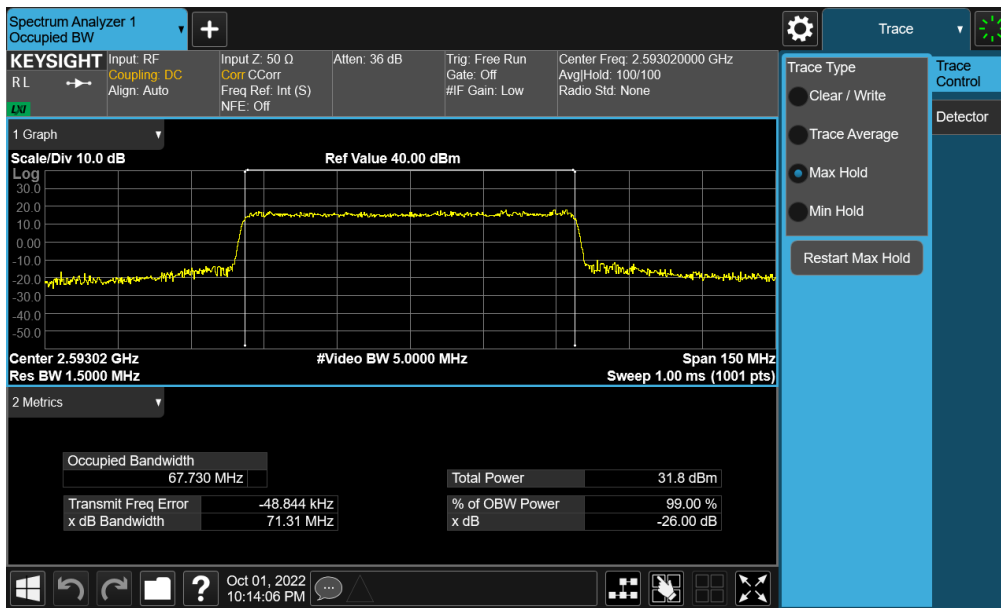 Spectrum Analyzer 1
Occupied BW
Trace
KEYSIGHT
R L
LXI
Input: RF
Coupling: DC
Align: Auto
Input Z: 50 Ω
Corr CCorr
Freq Ref: Int (S)
NFE: Off
Atten: 36 dB
Trig: Free Run
Gate: Off
#IF Gain: Low
Center Freq: 2.593020000 GHz
Avg|Hold: 100/100
Radio Std: None
Trace Type
Clear / Write
Trace Average
Max Hold
Min Hold
Restart Max Hold
Trace
Control
Detector
1 Graph
Scale/Div 10.0 dB
Ref Value 40.00 dBm
Log
30.0
20.0
10.0
0.00
-10.0
-20.0
-30.0
-40.0
-50.0
Center 2.59302 GHz
#Video BW 5.0000 MHz
Span 150 MHz
Res BW 1.5000 MHz
Sweep 1.00 ms (1001 pts)
2 Metrics
Occupied Bandwidth
67.730 MHz
Total Power 31.8 dBm
Transmit Freq Error -48.844 kHz
% of OBW Power 99.00 %
x dB Bandwidth 71.31 MHz
x dB -26.00 dB
?
Oct 01, 2022
10:14:06 PM